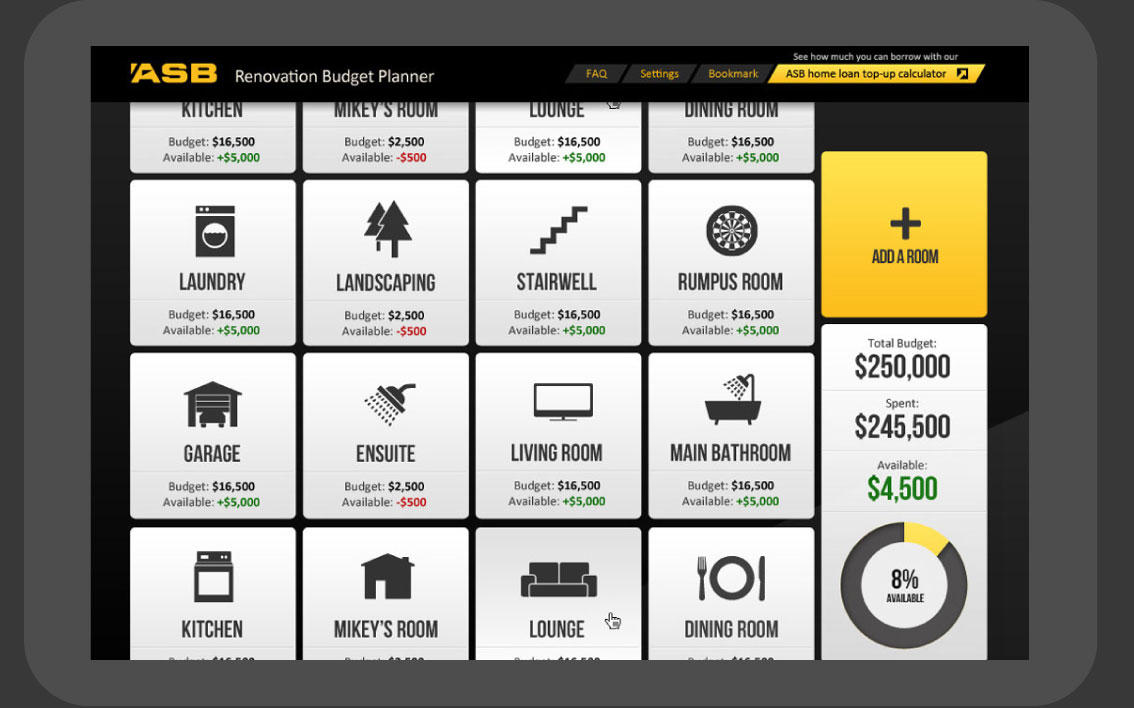 See how much you can borrow with our
ASB
Renovation Budget Planner
FAQ
Settings
Bookmark
ASB home loan top-up calculator
KITCHEN
MIKEY'S ROOM
LOUNGE
DINING ROOM
Budget: $16,500
Budget: $2,500
Budget: $16,500
Budget: $16,500
Available: +$5,000
Available: -$500
Available: +$5,000
Available: +$5,000
ADD A ROOM
LAUNDRY
LANDSCAPING
STAIRWELL
RUMPUS ROOM
Budget: $16,500
Budget: $2,500
Budget: $16,500
Budget: $16,500
Available: +$5,000
Available: -$500
Available: +$5,000
Available: +$5,000
Total Budget:
$250,000
Spent:
$245,500
Available:
$4,500
GARAGE
ENSUITE
LIVING ROOM
MAIN BATHROOM
Budget: $16,500
Budget: $2,500
Budget: $16,500
Budget: $16,500
Available: +$5,000
Available: -$500
Available: +$5,000
Available: +$5,000
8%
AVAILABLE
KITCHEN
MIKEY'S ROOM
LOUNGE
DINING ROOM